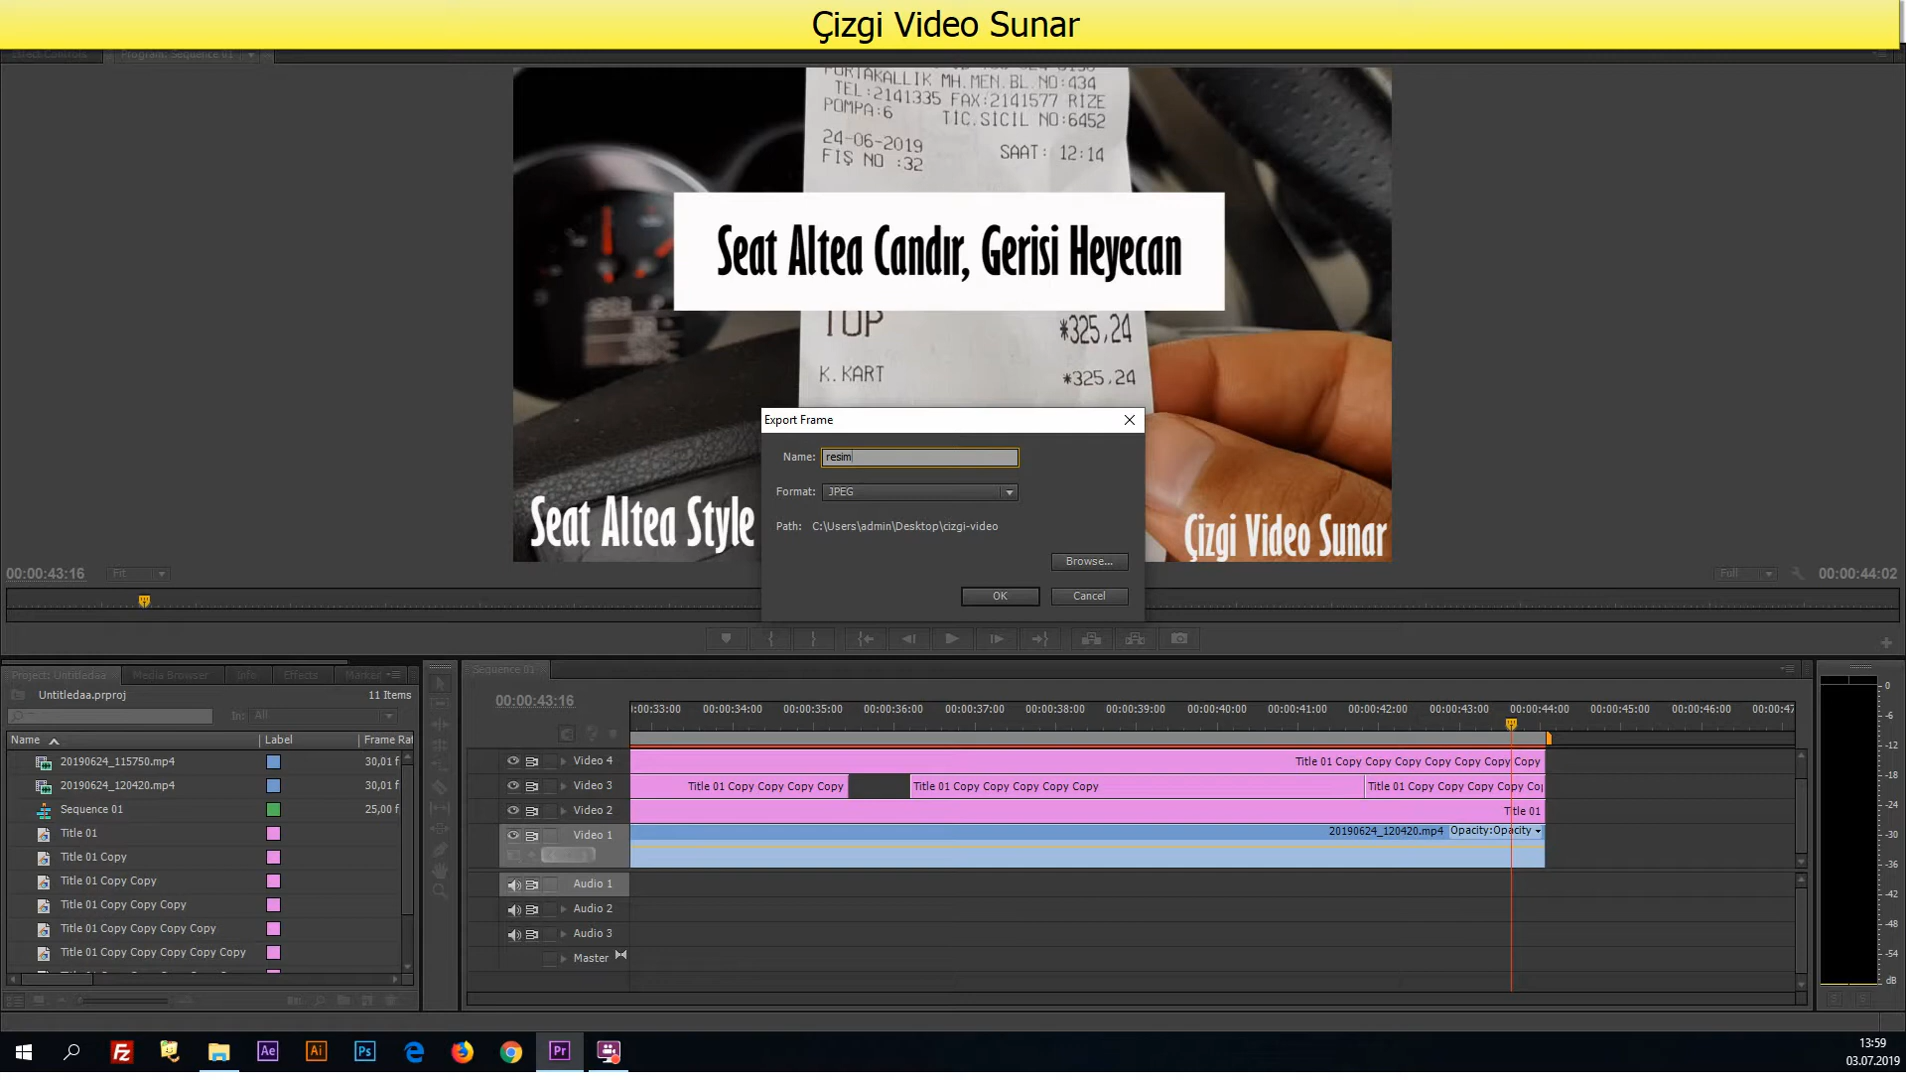 Çizgi Video Sunar
Effect Controls
Program: Sequence 01
PORTAKALLIK MH.MEN.BL.NO:434
TEL:2141335 FAX:2141577 RIZE
POMPA:6
TIC.SICIL NO:6452
24-06-2019
SAAT: 12:14
FİŞ NO :32
Seat Altea Candır, Gerisi Heyecan
TOP
*325,24
K.KART
*325,24
Seat Altea Style
Çizgi Video Sunar
Export Frame
Name: resim
Format: JPEG
Path: C:\Users\admin\Desktop\cizgi-video
Browse...
OK
Cancel
00:00:43:16
Fit
Full
00:00:44:02
Project: Untitledaa
Media Browser
Info
Effects
Marker
Untitledaa.prproj
11 Items
In: All
Name
Label
Frame Rat
20190624_115750.mp4
30,01 f
20190624_120420.mp4
30,01 f
Sequence 01
25,00 f
Title 01
Title 01 Copy
Title 01 Copy Copy
Title 01 Copy Copy Copy
Title 01 Copy Copy Copy Copy
Title 01 Copy Copy Copy Copy Copy
Sequence 01
00:00:43:16
:00:33:00 00:00:34:00 00:00:35:00 00:00:36:00 00:00:37:00 00:00:38:00 00:00:39:00 00:00:40:00 00:00:41:00 00:00:42:00 00:00:43:00 00:00:44:00 00:00:45:00 00:00:46:00 00:00:47
Video 4
Title 01 Copy Copy Copy Copy Copy Copy
Video 3
Title 01 Copy Copy Copy Copy
Title 01 Copy Copy Copy Copy Copy
Title 01 Copy Copy Copy Copy Cop
Video 2
Title 01
Video 1
20190624_120420.mp4 Opacity:Opacity
Audio 1
Audio 2
Audio 3
Master
0
-6
-12
-18
-24
-30
-36
-42
-48
-54
dB
S S
Fz
Ae
Ai
Ps
Pr
13:59
03.07.2019